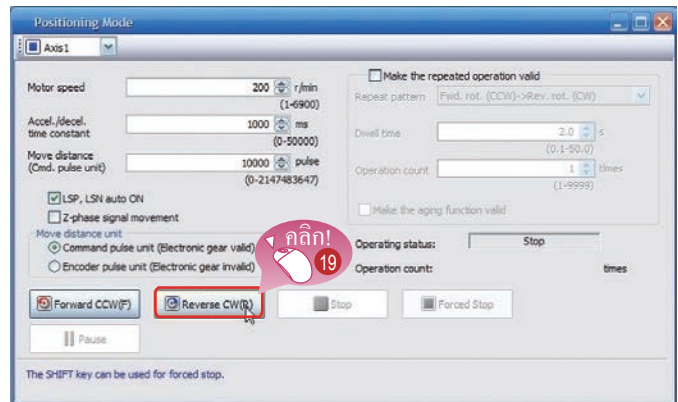 Positioning Mode
Axis1
Motor speed 200 r/min
(1-6900)
Accel./decel. time constant 1000 ms
(0-50000)
Move distance (Cmd. pulse unit) 10000 pulse
(0-2147483647)
LSP, LSN auto ON
Z-phase signal movement
Move distance unit
Command pulse unit (Electronic gear valid)
Encoder pulse unit (Electronic gear invalid)
Make the repeated operation valid
Repeat pattern Fwd. rot. (CCW)->Rev. rot. (CW)
Dwell time 2.0 s
(0.1-50.0)
Operation count 1 times
(1-9999)
Make the aging function valid
คลิก!
19
Operating status: Stop
Operation count: times
Forward CCW(F) Reverse CW(R) Stop Forced Stop
Pause
The SHIFT key can be used for forced stop.